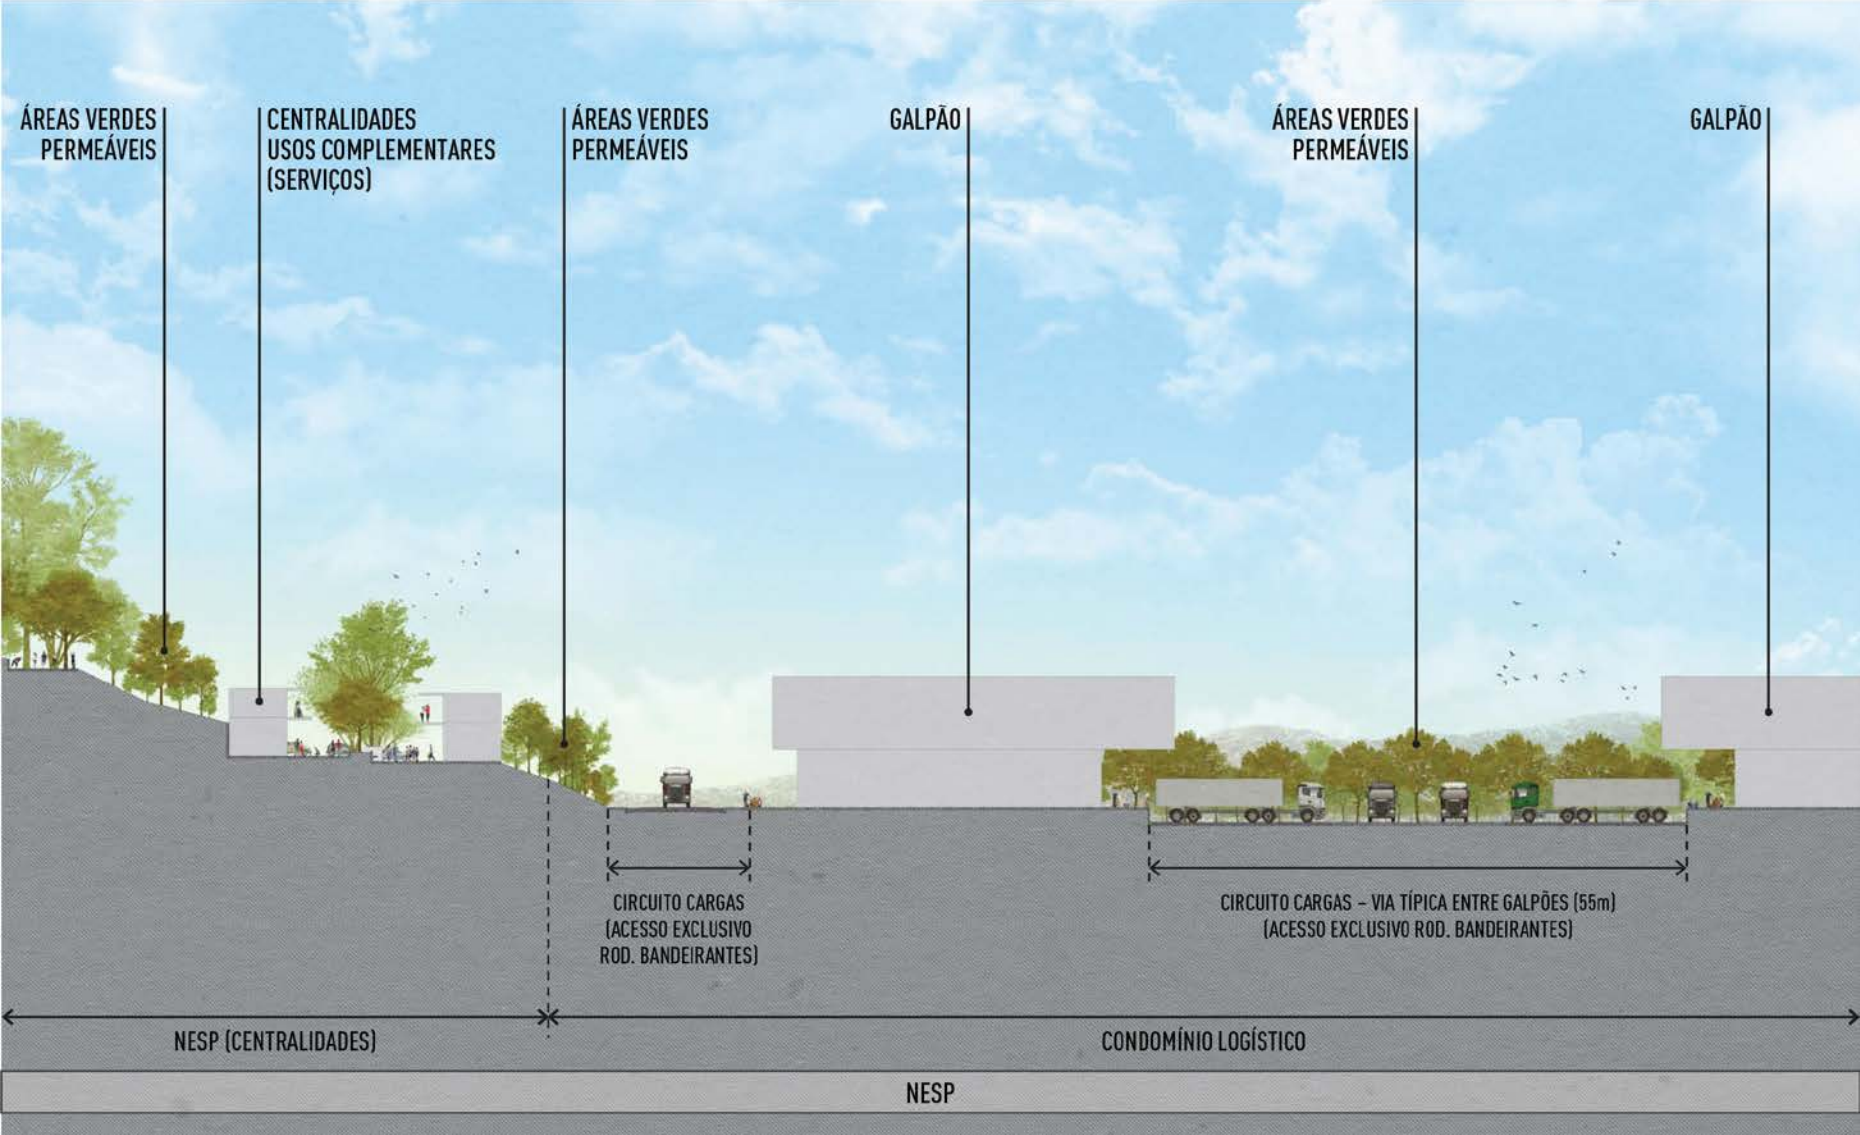 ÁREAS VERDES
PERMEÁVEIS
CENTRALIDADES
USOS COMPLEMENTARES
(SERVIÇOS)
ÁREAS VERDES
PERMEÁVEIS
GALPÃO
ÁREAS VERDES
PERMEÁVEIS
GALPÃO
CIRCUITO CARGAS
(ACESSO EXCLUSIVO
ROD. BANDEIRANTES)
CIRCUITO CARGAS – VIA TÍPICA ENTRE GALPÕES (55m)
(ACESSO EXCLUSIVO ROD. BANDEIRANTES)
NESP (CENTRALIDADES)
CONDOMÍNIO LOGÍSTICO
NESP